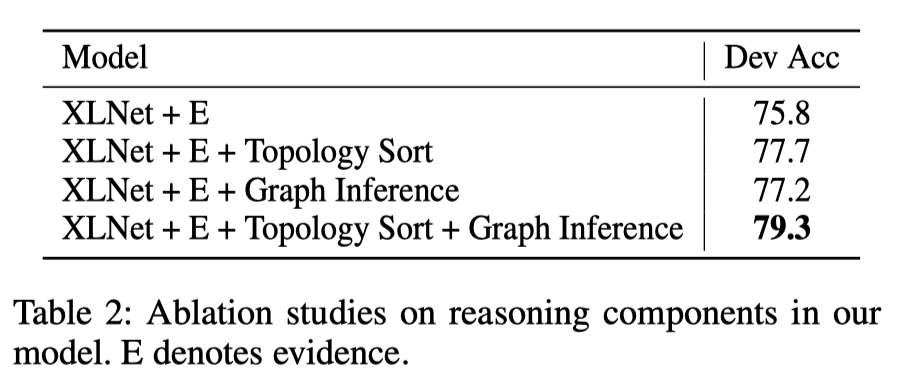 Model Dev Acc
XLNet + E 75.8
XLNet + E + Topology Sort 77.7
XLNet + E + Graph Inference 77.2
XLNet + E + Topology Sort + Graph Inference 79.3
Table 2: Ablation studies on reasoning components in our
model. E denotes evidence.